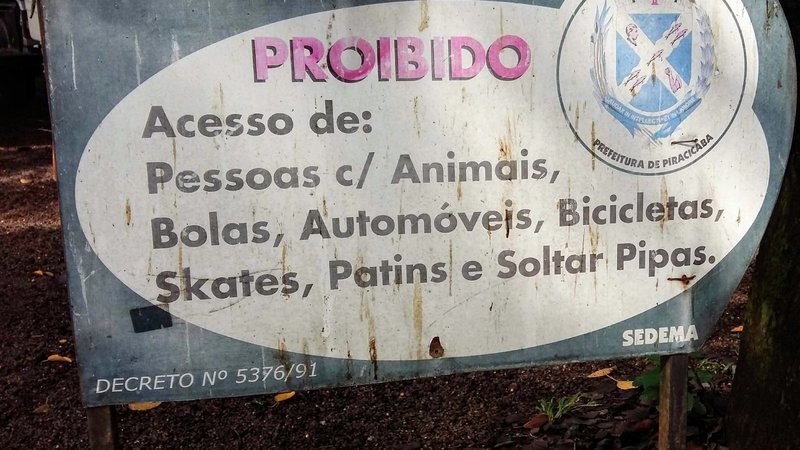 PROIBIDO
Acesso de:
Pessoas c/ Animais,
Bolas, Automóveis, Bicicletas,
Skates, Patins e Soltar Pipas.
PREFEITURA DE PIRACICABA
SEDEMA
DECRETO Nº 5376/91